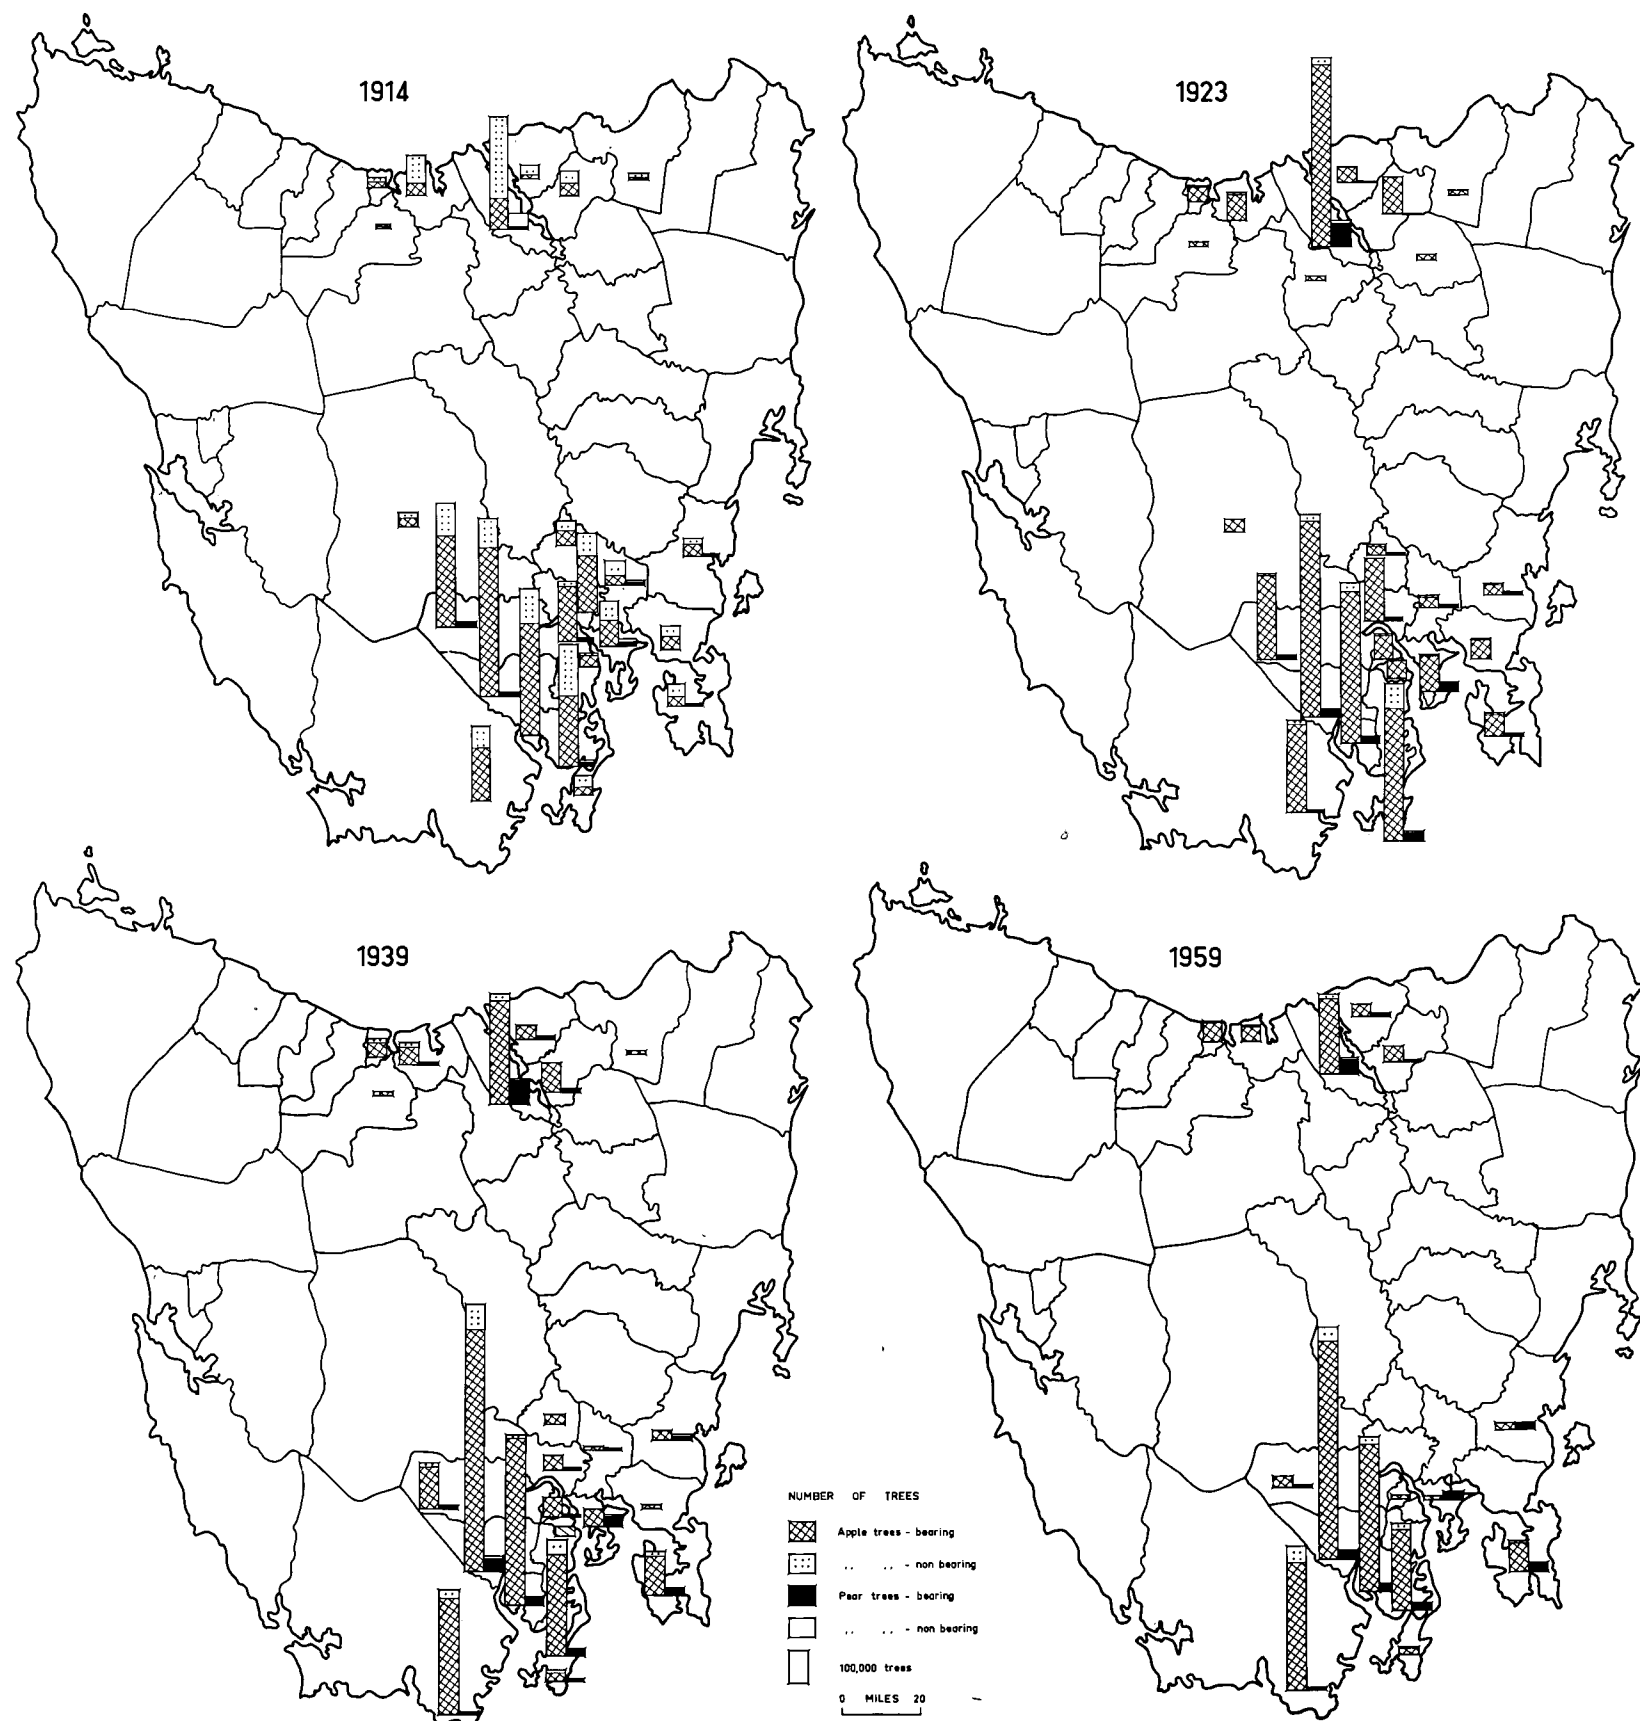 1914
1923
1939
1959
NUMBER OF TREES
Apple trees - bearing
,, ,, - non bearing
Pear trees - bearing
,, ,, - non bearing
100,000 trees
0 MILES 20